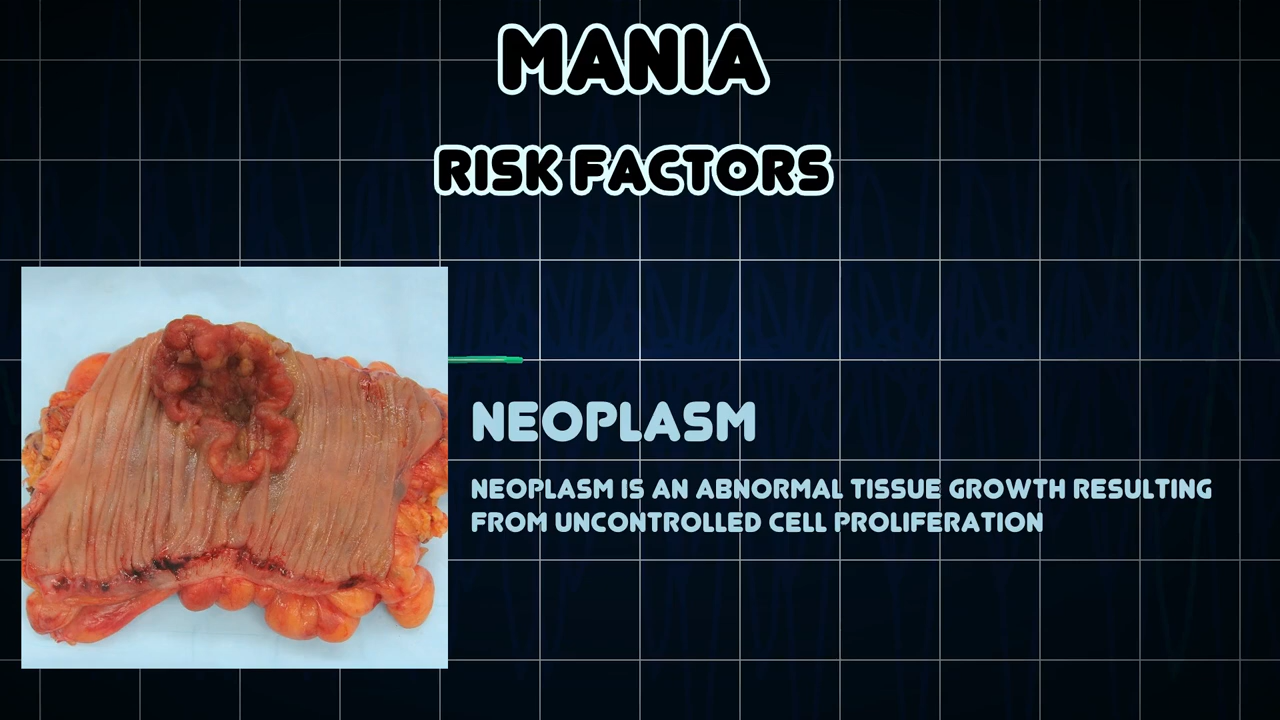 MANIA
RISK FACTORS
NEOPLASM
NEOPLASM IS AN ABNORMAL TISSUE GROWTH RESULTING
FROM UNCONTROLLED CELL PROLIFERATION